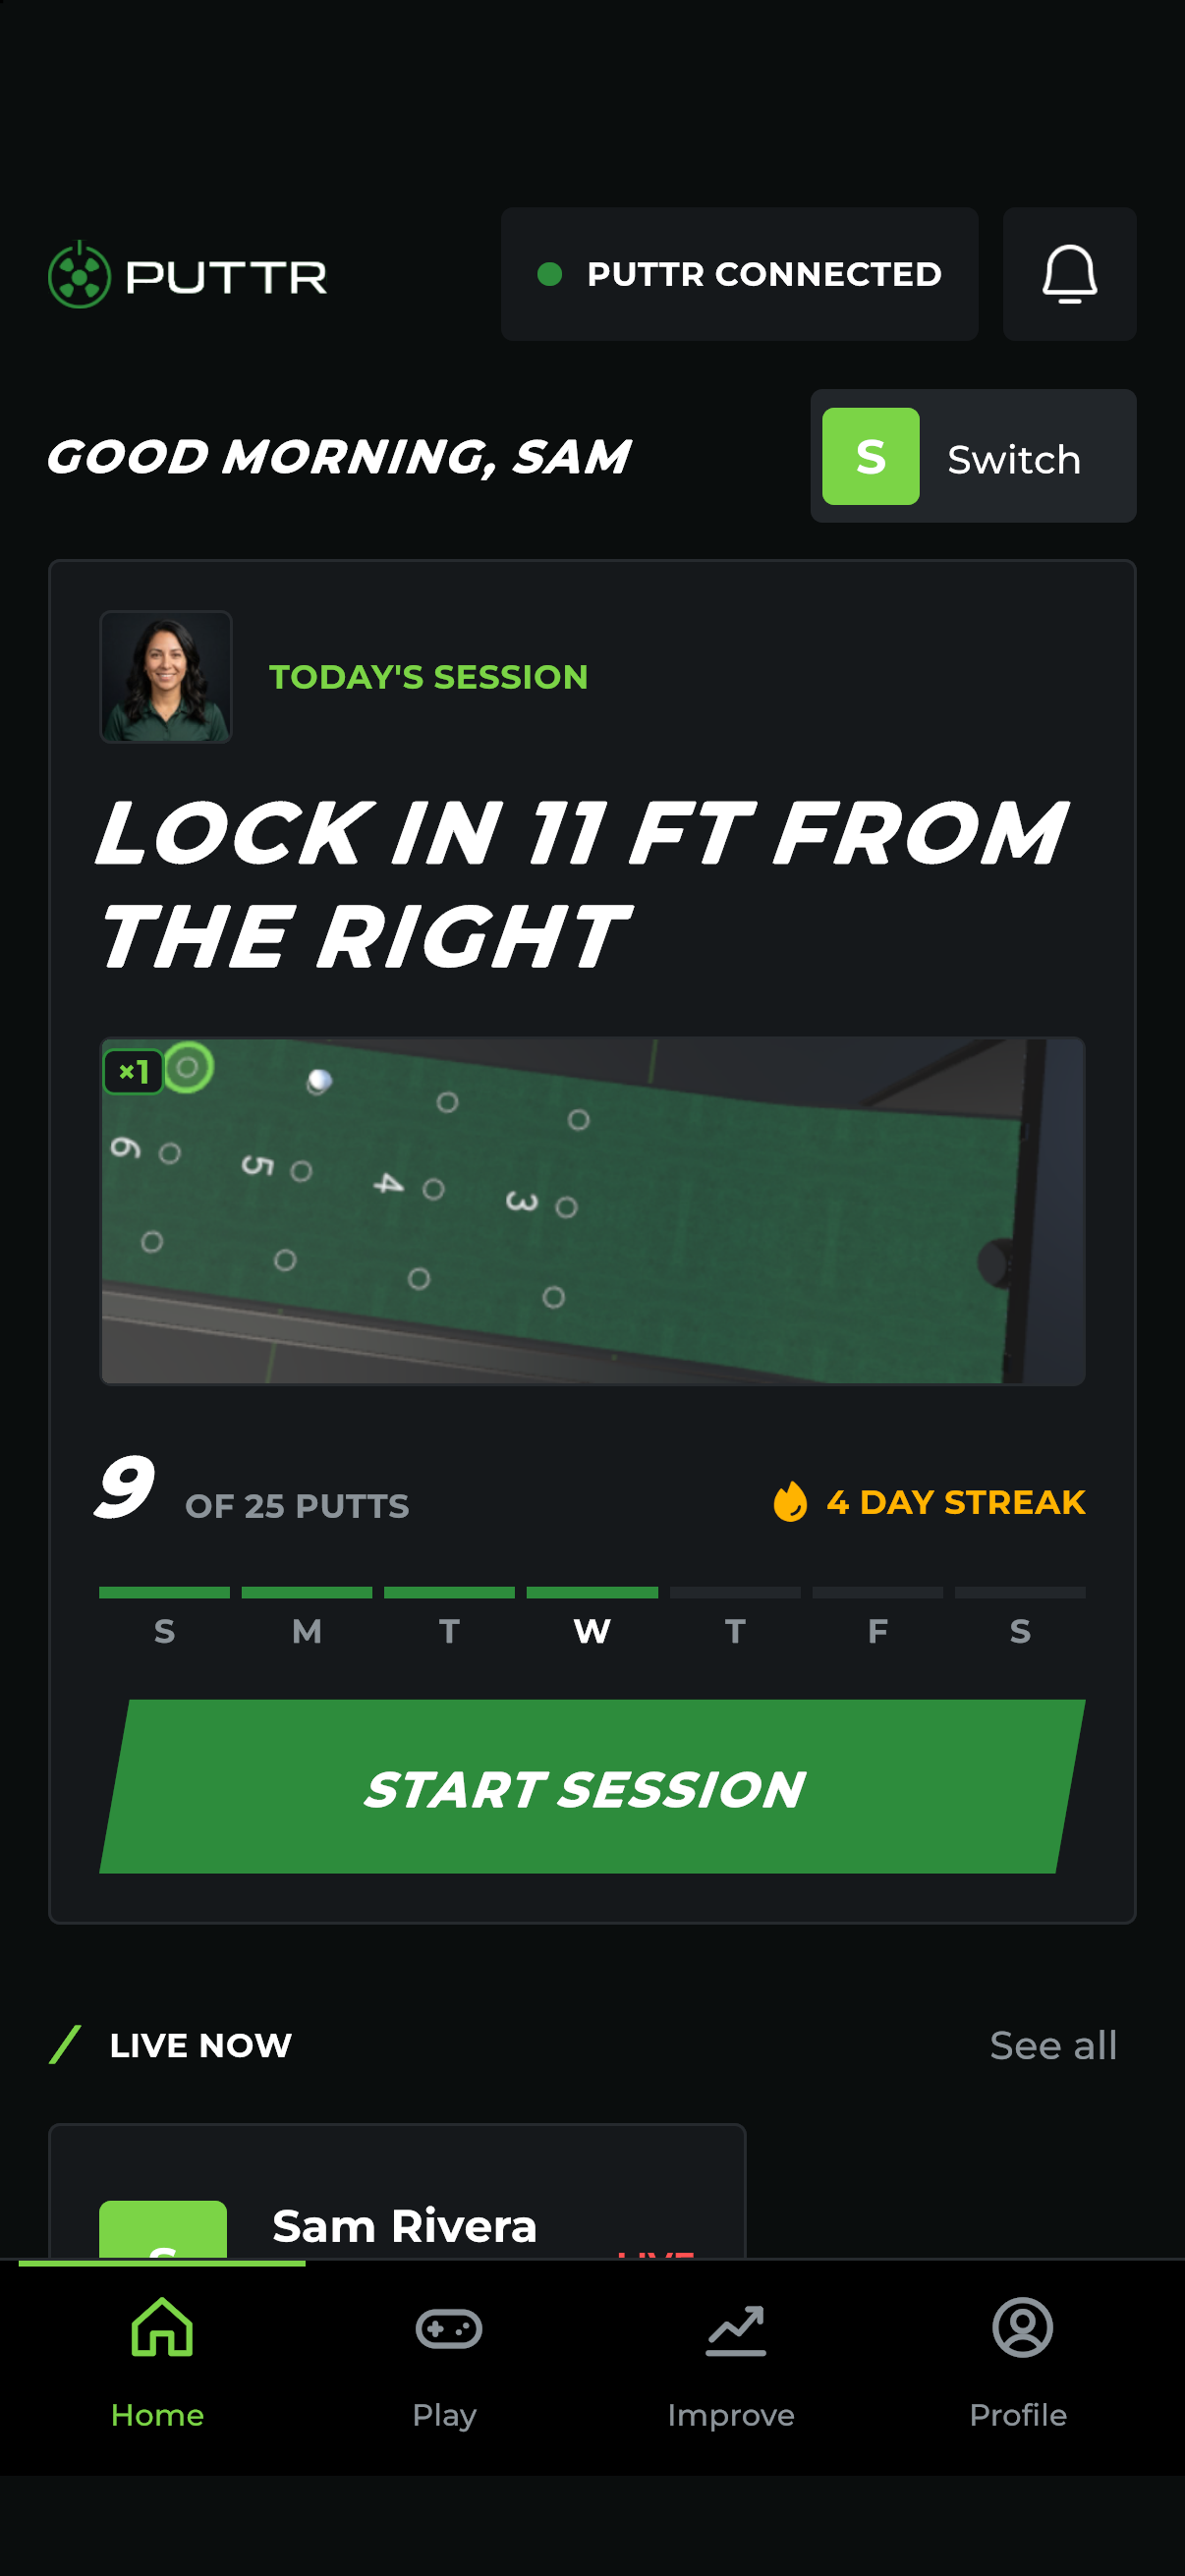 PUTTR
PUTTR CONNECTED
GOOD MORNING, SAM
S
Switch
TODAY'S SESSION
LOCK IN 11 FT FROM
THE RIGHT
×1
6
5
4
3
9 OF 25 PUTTS
4 DAY STREAK
S M T W T F S
START SESSION
LIVE NOW
See all
Sam Rivera
S
LIVE
Home
Play
Improve
Profile